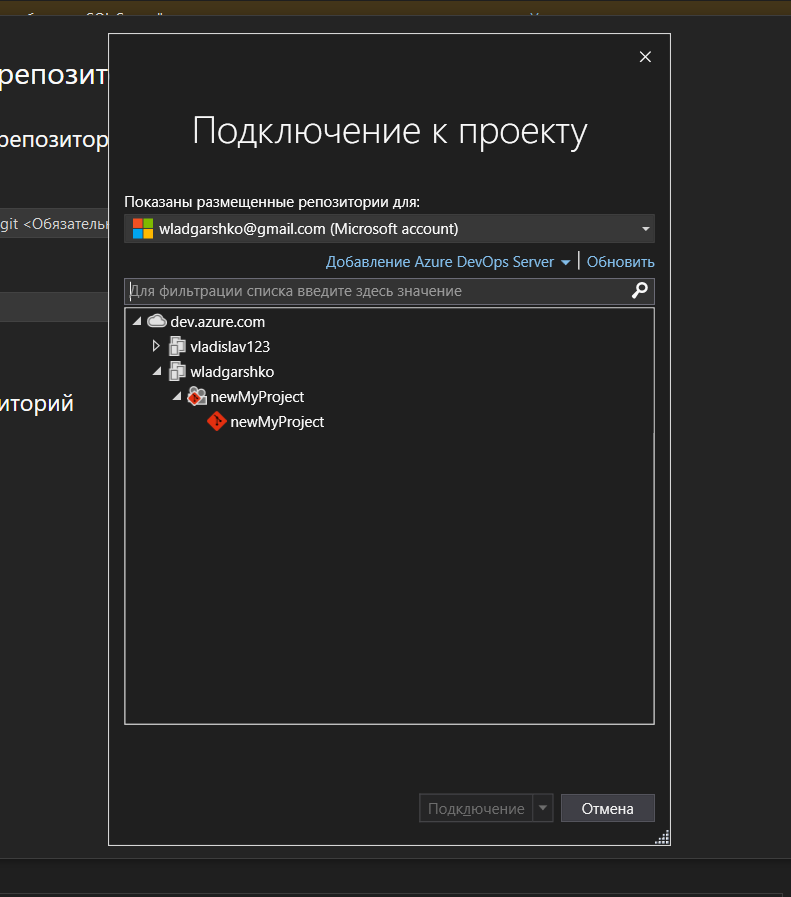 репозит
репозитор
git <Обязательн
иторий
Подключение к проекту
Показаны размещенные репозитории для:
wladgarshko@gmail.com (Microsoft account)
Добавление Azure DevOps Server | Обновить
Для фильтрации списка введите здесь значение
dev.azure.com
vladislav123
wladgarshko
newMyProject
newMyProject
Подключение
Отмена